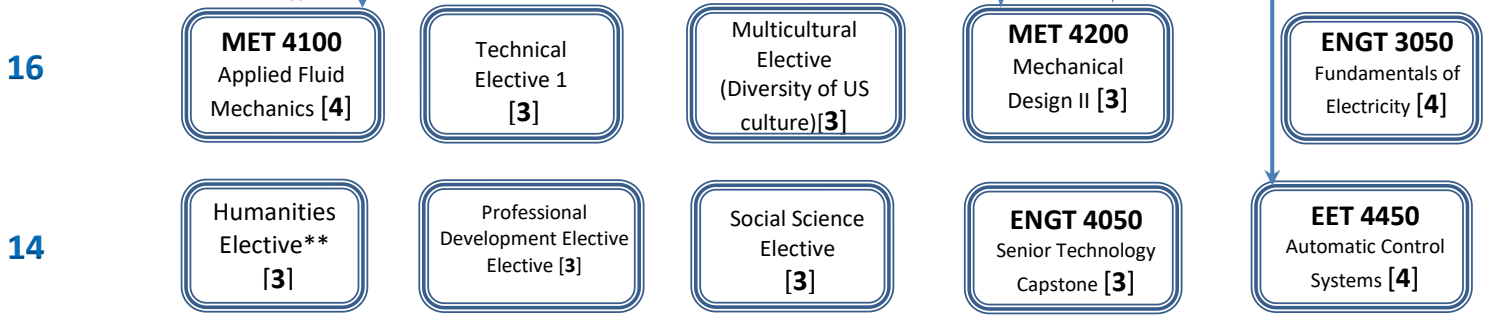 16
MET 4100
Applied Fluid
Mechanics [4]
Technical
Elective 1
[3]
Multicultural
Elective
(Diversity of US
culture)[3]
MET 4200
Mechanical
Design II [3]
ENGT 3050
Fundamentals of
Electricity [4]
14
Humanities
Elective**
[3]
Professional
Development Elective
Elective [3]
Social Science
Elective
[3]
ENGT 4050
Senior Technology
Capstone [3]
EET 4450
Automatic Control
Systems [4]